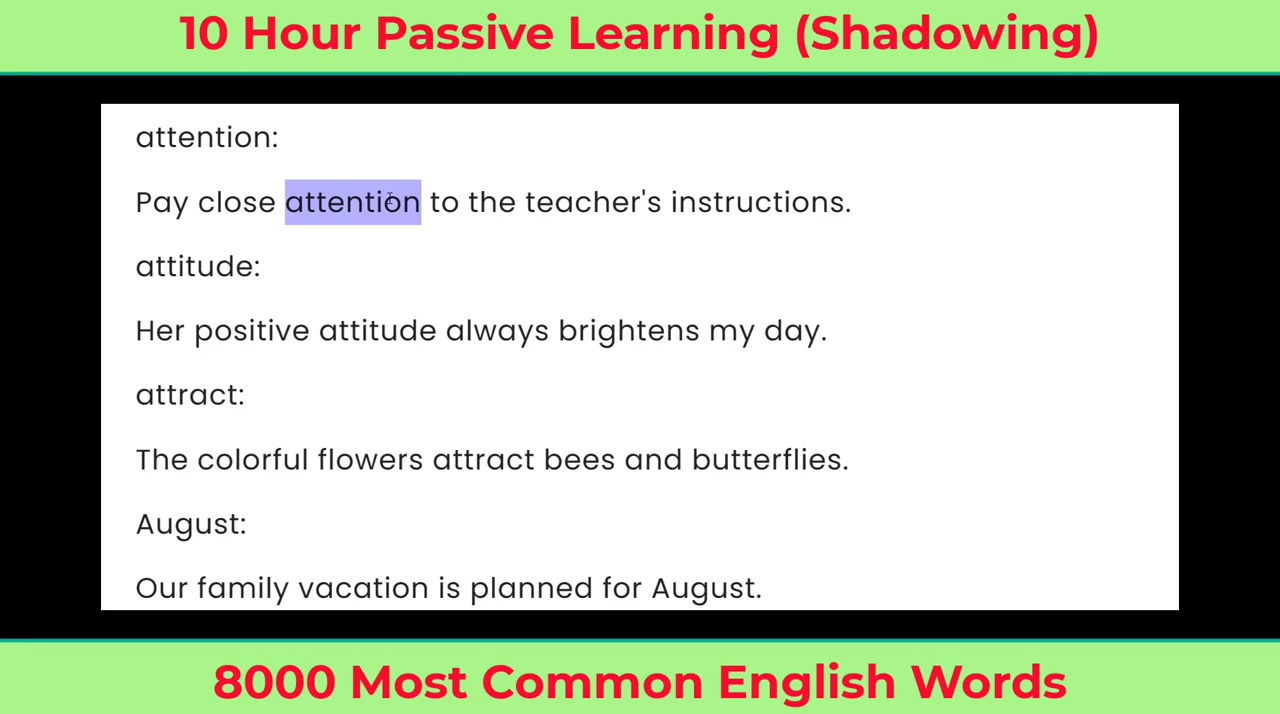 10 Hour Passive Learning (Shadowing)
attention:
Pay close attention to the teacher's instructions.
attitude:
Her positive attitude always brightens my day.
attract:
The colorful flowers attract bees and butterflies.
August:
Our family vacation is planned for August.
8000 Most Common English Words